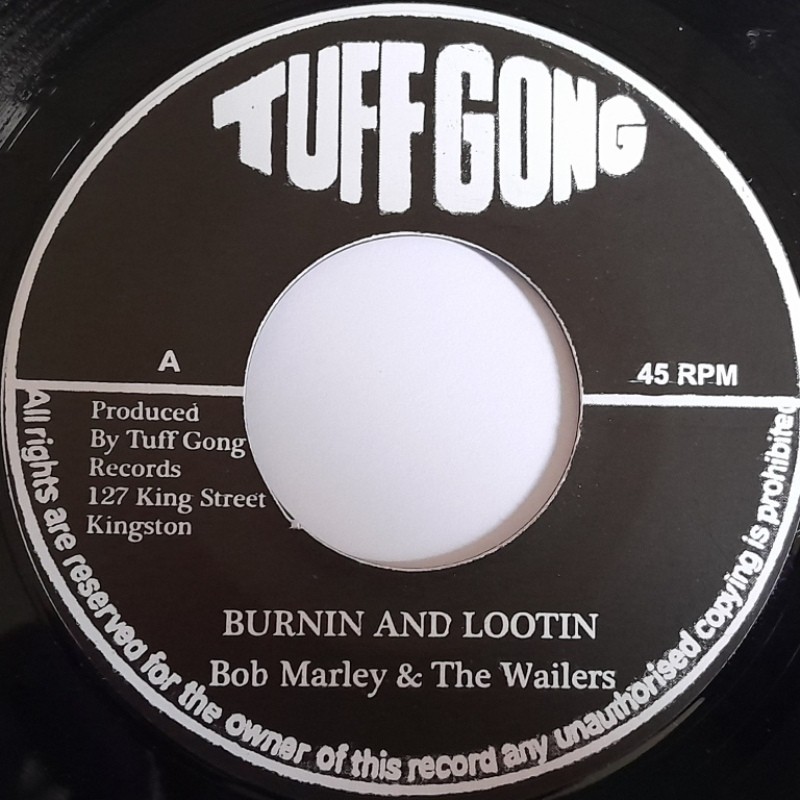 TUFF GONG
A
45 RPM
Produced
By Tuff Gong
Records
127 King Street
Kingston
BURNIN AND LOOTIN
Bob Marley & The Wailers
All rights are reserved for the owner of this record any unauthorised copying is prohibited